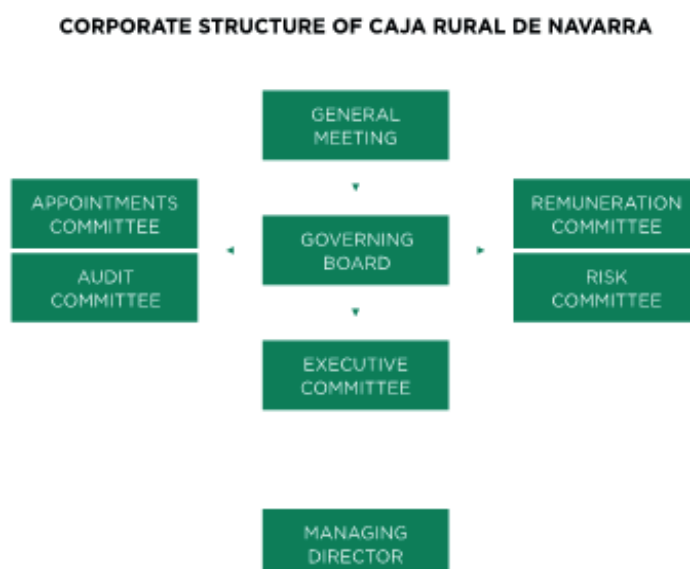 CORPORATE STRUCTURE OF CAJA RURAL DE NAVARRA
GENERAL
MEETING
APPOINTMENTS
COMMITTEE
AUDIT
COMMITTEE
GOVERNING
BOARD
REMUNERATION
COMMITTEE
RISK
COMMITTEE
EXECUTIVE
COMMITTEE
MANAGING
DIRECTOR